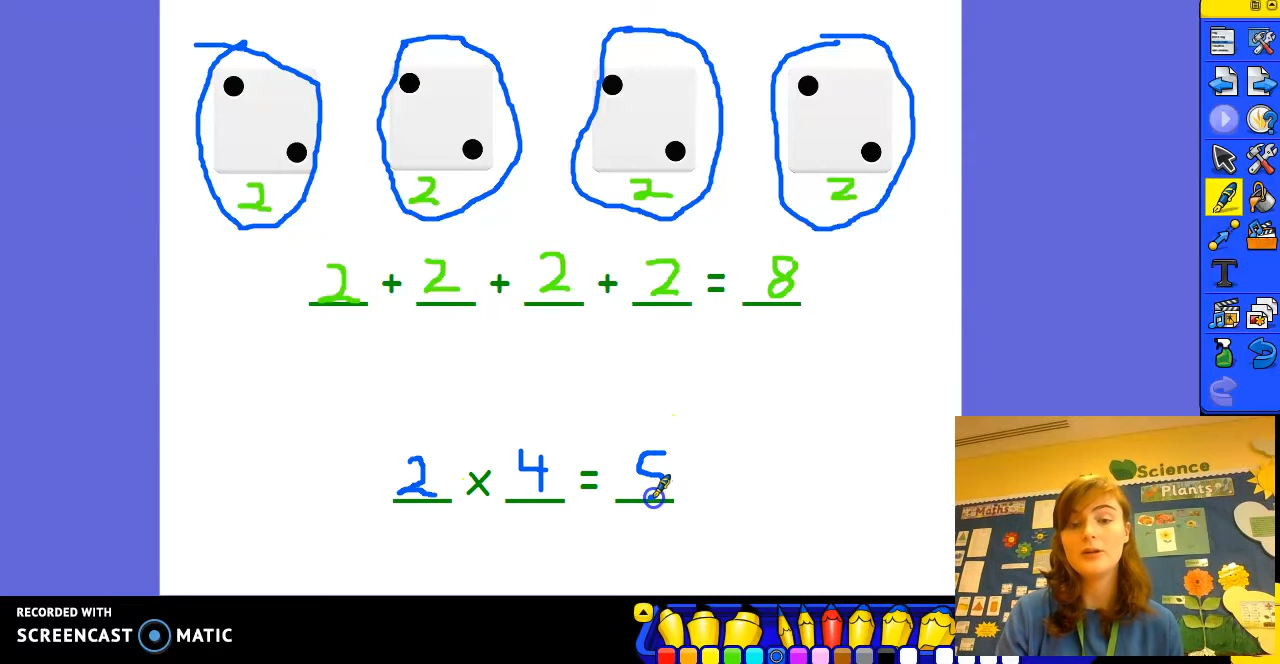 2 2 2 2
2 + 2 + 2 + 2 = 8
2 × 4 = 5
Science
Plants
Maths
T
RECORDED WITH
SCREENCAST MATIC